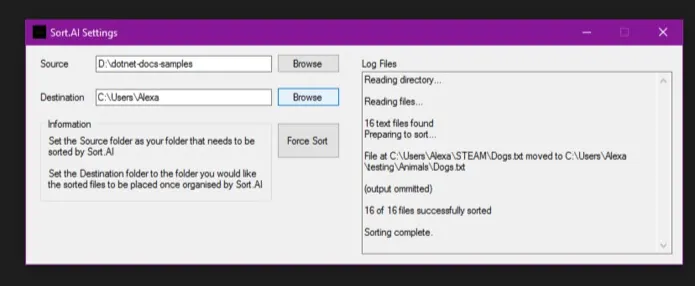 Sort.AI Settings
Source
D:\dotnet-docs-samples
Browse
Destination
C:\Users\Alexa
Browse
Information
Set the Source folder as your folder that needs to be
sorted by Sort.AI
Set the Destination folder to the folder you would like
the sorted files to be placed once organised by Sort.AI
Force Sort
Log Files
Reading directory...
Reading files...
16 text files found
Preparing to sort...
File at C:\Users\Alexa\STEAM\Dogs.txt moved to C:\Users\Alexa
\testing\Animals\Dogs.txt
(output ommitted)
16 of 16 files successfully sorted
Sorting complete.